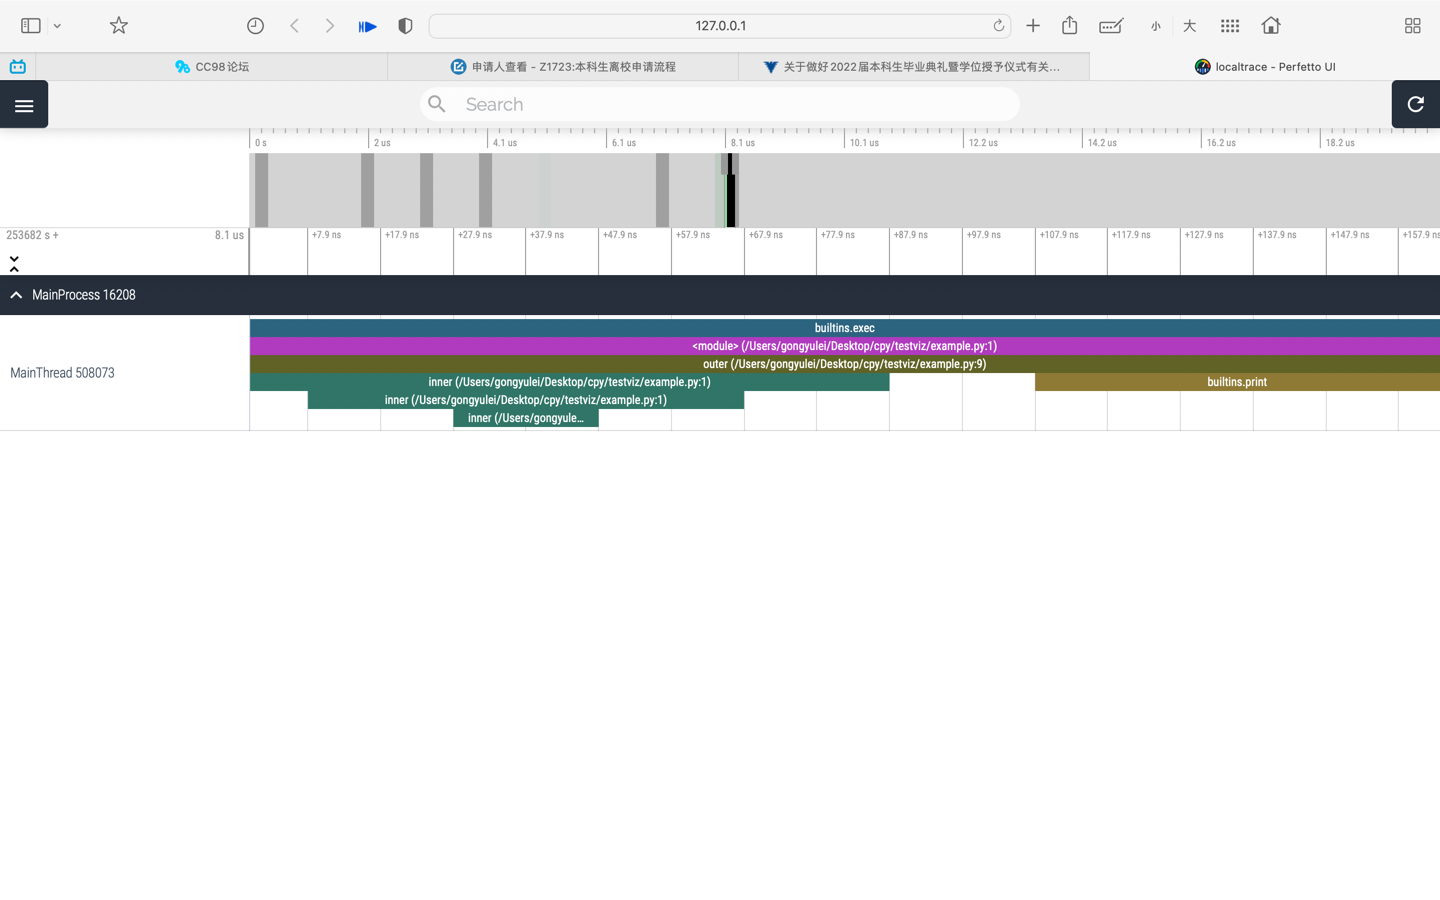 127.0.0.1
小 大
CC98论坛
申请人查看 - Z1723:本科生离校申请流程
关于做好2022届本科生毕业典礼暨学位授予仪式有关...
localtrace - Perfetto UI
Search
0 s 2 us 4.1 us 6.1 us 8.1 us 10.1 us 12.2 us 14.2 us 16.2 us 18.2 us
253682 s + 8.1 us +7.9 ns +17.9 ns +27.9 ns +37.9 ns +47.9 ns +57.9 ns +67.9 ns +77.9 ns +87.9 ns +97.9 ns +107.9 ns +117.9 ns +127.9 ns +137.9 ns +147.9 ns +157.9 ns
MainProcess 16208
builtins.exec
<module> (/Users/gongyulei/Desktop/cpy/testviz/example.py:1)
outer (/Users/gongyulei/Desktop/cpy/testviz/example.py:9)
MainThread 508073
inner (/Users/gongyulei/Desktop/cpy/testviz/example.py:1) builtins.print
inner (/Users/gongyulei/Desktop/cpy/testviz/example.py:1)
inner (/Users/gongyule...